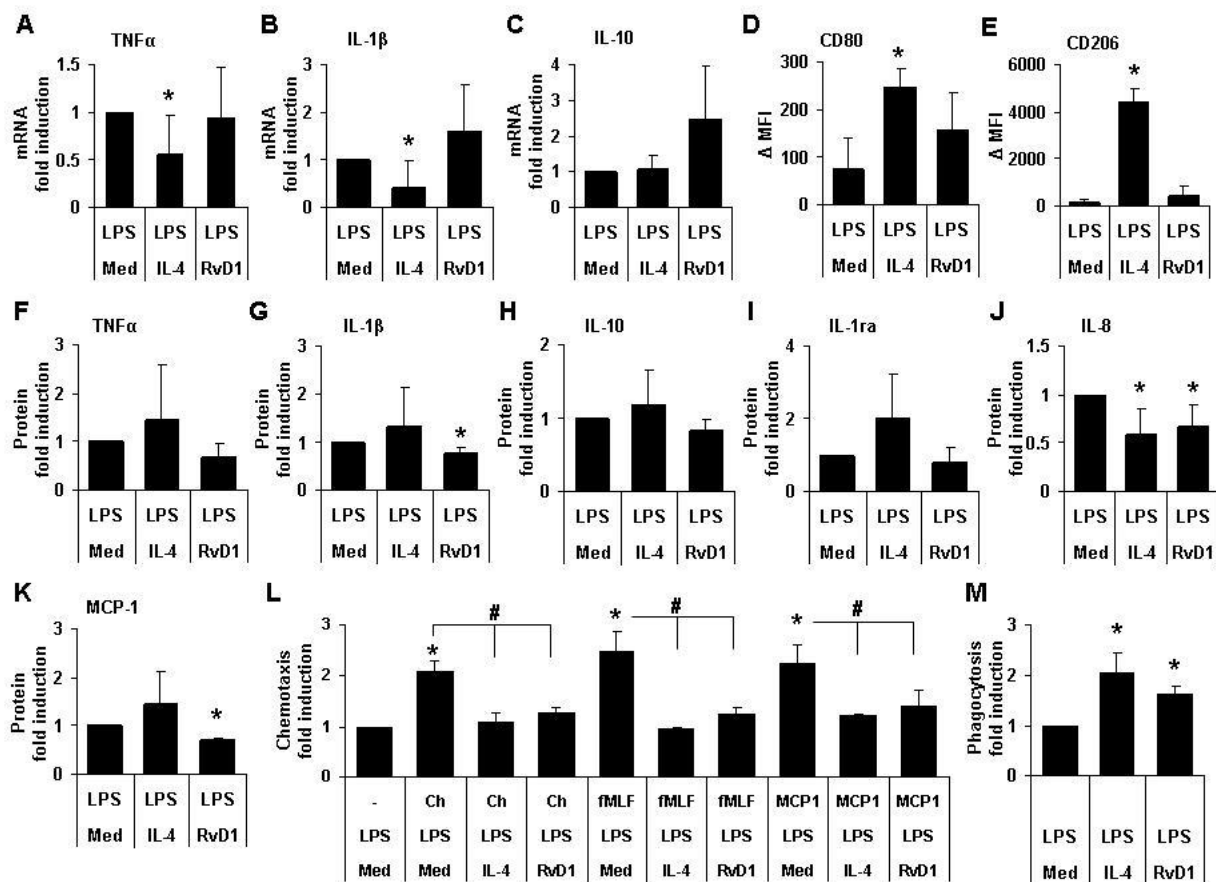 A
TNFα
mRNA
fold induction
1.5
1
0.5
0
*
LPS LPS LPS
Med IL-4 RvD1
B
IL-1β
mRNA
fold induction
3
2
1
0
*
LPS LPS LPS
Med IL-4 RvD1
C
IL-10
mRNA
fold induction
5
4
3
2
1
0
LPS LPS LPS
Med IL-4 RvD1
D
CD80
Δ MFI
300
200
100
0
*
LPS LPS LPS
Med IL-4 RvD1
E
CD206
Δ MFI
6000
4000
2000
0
*
LPS LPS LPS
Med IL-4 RvD1
F
TNFα
Protein
fold induction
3
2
1
0
LPS LPS LPS
Med IL-4 RvD1
G
IL-1β
Protein
fold induction
3
2
1
0
*
LPS LPS LPS
Med IL-4 RvD1
H
IL-10
Protein
fold induction
2
1
0
LPS LPS LPS
Med IL-4 RvD1
I
IL-1ra
Protein
fold induction
4
2
0
LPS LPS LPS
Med IL-4 RvD1
J
IL-8
Protein
fold induction
1.5
1
0.5
0
* *
LPS LPS LPS
Med IL-4 RvD1
K
MCP-1
Protein
fold induction
3
2
1
0
*
LPS LPS LPS
Med IL-4 RvD1
L
Chemotaxis
fold induction
3
2
1
0
# # #
* * *
- Ch Ch Ch fMLF fMLF fMLF MCP1 MCP1 MCP1
LPS LPS LPS LPS LPS LPS LPS LPS LPS LPS
Med Med IL-4 RvD1 Med IL-4 RvD1 Med IL-4 RvD1
M
Phagocytosis
fold induction
3
2
1
0
* *
LPS LPS LPS
Med IL-4 RvD1